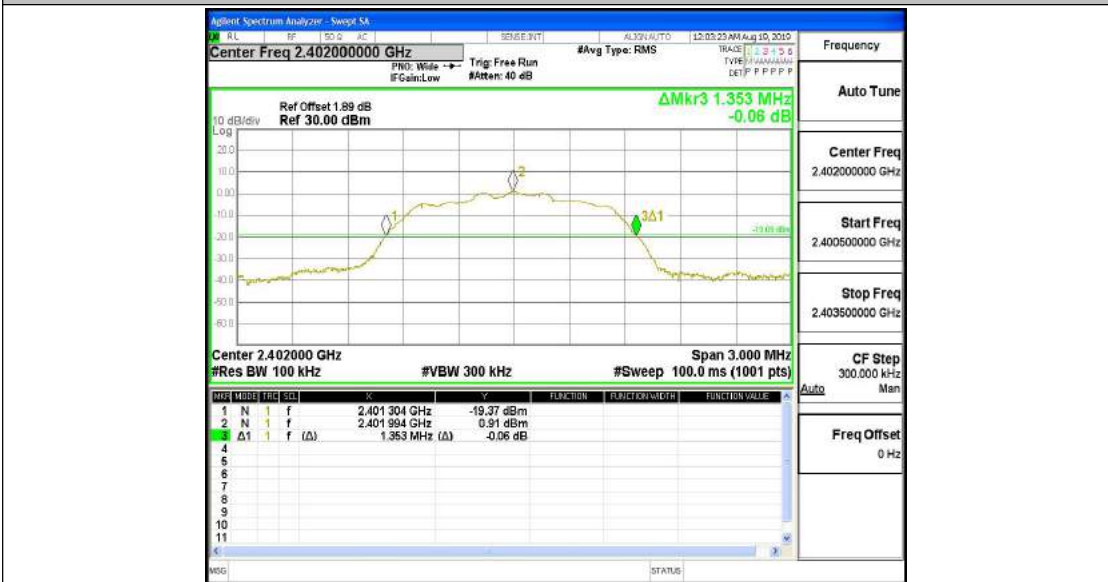 Agilent Spectrum Analyzer - Swept SA
RL RF 50 Ω AC SENSE:INT ALIGNAUTO 12:03:23 AM Aug 19, 2019
Center Freq 2.402000000 GHz
#Avg Type: RMS
TRACE 1 2 3 4 5 6
TYPE
DET P P P P P P
PNO: Wide
Trig: Free Run
IFGain:Low
#Atten: 40 dB
Frequency
Auto Tune
ΔMkr3 1.353 MHz
-0.06 dB
Ref Offset 1.89 dB
10 dB/div Ref 30.00 dBm
Log
20.0
10.0
0.00
-10.0
-20.0
-30.0
-40.0
-50.0
-60.0
1
2
3Δ1
Center Freq
2.402000000 GHz
Start Freq
2.400500000 GHz
Stop Freq
2.403500000 GHz
CF Step
300.000 kHz
Auto Man
Freq Offset
0 Hz
Center 2.402000 GHz Span 3.000 MHz
#Res BW 100 kHz #VBW 300 kHz #Sweep 100.0 ms (1001 pts)
MKR MODE TRC SCL X Y FUNCTION FUNCTION WIDTH FUNCTION VALUE
1 N 1 f 2.401 304 GHz -19.37 dBm
2 N 1 f 2.401 994 GHz 0.91 dBm
3 Δ1 1 f (Δ) 1.353 MHz (Δ) -0.06 dB
4
5
6
7
8
9
10
11
MSG STATUS